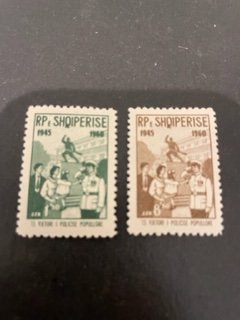 RP E SHQIPERISE
1945 1960
15 VJETORI I POLICISE POPULLORE
RP E SHQIPERISE
1945 1960
15 VJETORI I POLICISE POPULLORE